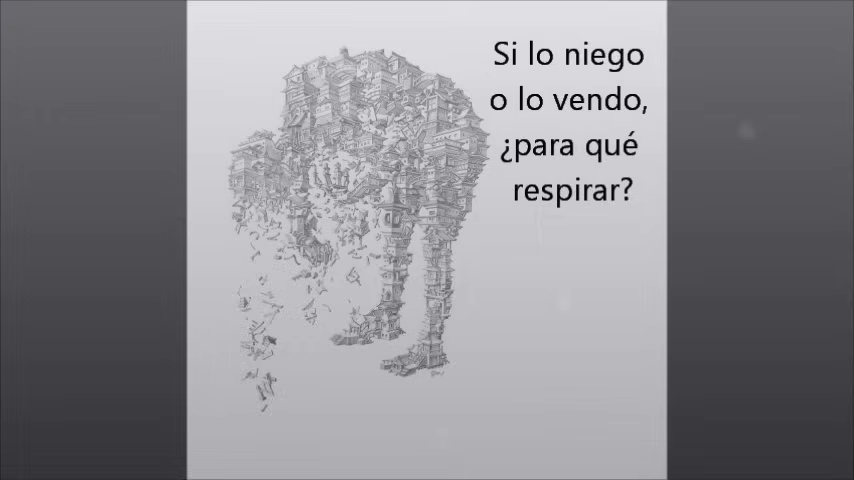 Si lo niego
o lo vendo,
¿para qué
respirar?